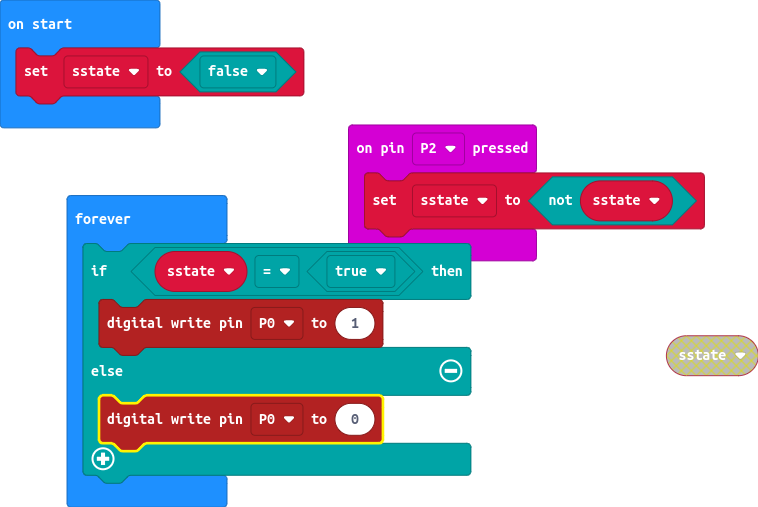 on start
set sstate to false
on pin P2 pressed
set sstate to not sstate
forever
if sstate = true then
digital write pin P0 to 1
sstate
else
digital write pin P0 to 0